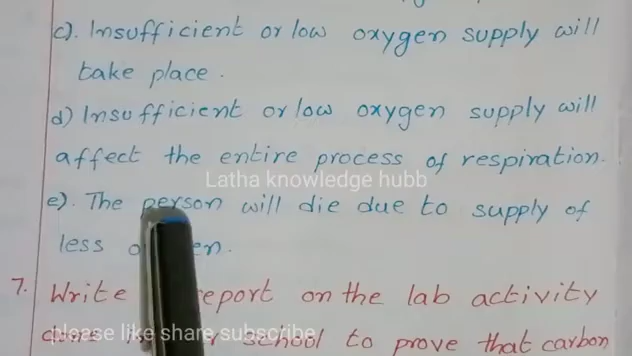 c). Insufficient or low oxygen supply will
take place.
d) Insufficient or low oxygen supply will
affect the entire process of respiration.
Latha knowledge hubb
e). The person will die due to supply of
less
7. Write report on the lab activity
please like share subscribe
school to prove that carbon